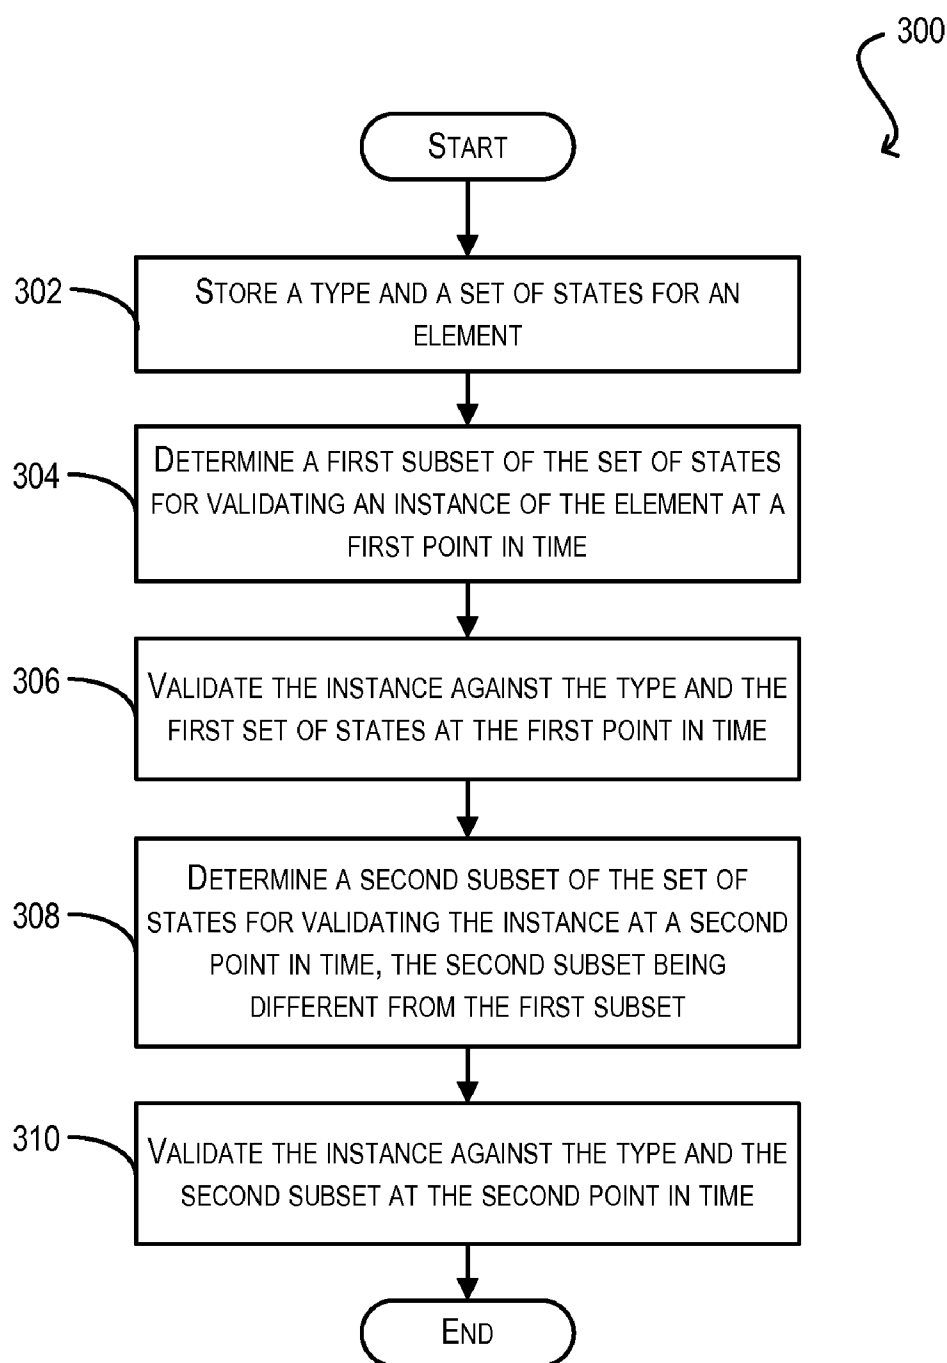 300
START
302
STORE A TYPE AND A SET OF STATES FOR AN
ELEMENT
304
DETERMINE A FIRST SUBSET OF THE SET OF STATES
FOR VALIDATING AN INSTANCE OF THE ELEMENT AT A
FIRST POINT IN TIME
306
VALIDATE THE INSTANCE AGAINST THE TYPE AND THE
FIRST SET OF STATES AT THE FIRST POINT IN TIME
308
DETERMINE A SECOND SUBSET OF THE SET OF
STATES FOR VALIDATING THE INSTANCE AT A SECOND
POINT IN TIME, THE SECOND SUBSET BEING
DIFFERENT FROM THE FIRST SUBSET
310
VALIDATE THE INSTANCE AGAINST THE TYPE AND THE
SECOND SUBSET AT THE SECOND POINT IN TIME
END